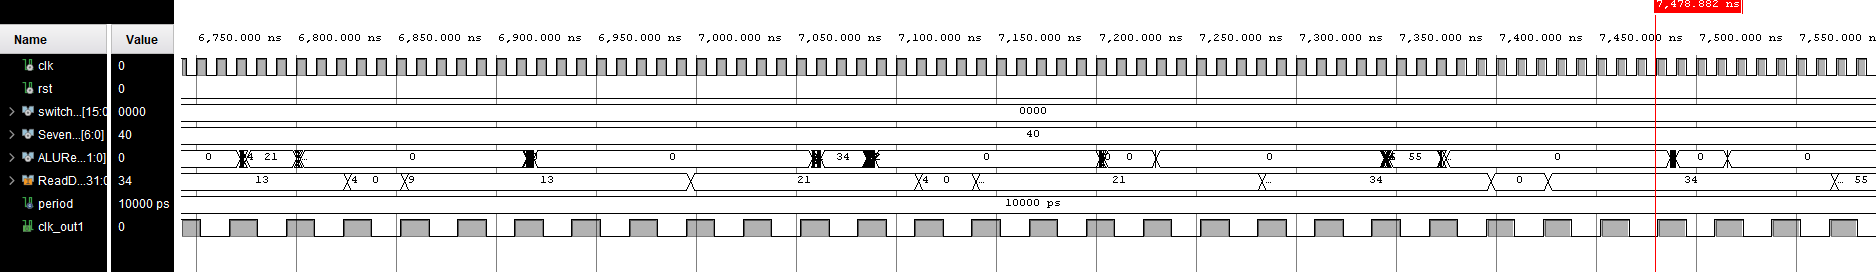 7,478.882 ns
Name Value
6,750.000 ns 6,800.000 ns 6,850.000 ns 6,900.000 ns 6,950.000 ns 7,000.000 ns 7,050.000 ns 7,100.000 ns 7,150.000 ns 7,200.000 ns 7,250.000 ns 7,300.000 ns 7,350.000 ns 7,400.000 ns 7,450.000 ns 7,500.000 ns 7,550.000 n
clk 0
rst 0
switch...[15:0 0000 0000
Seven...[6:0] 40 40
ALURe...1:0] 0 0 4 21 ... 0 0 34 0 0 0 55 ... 0 0 0
ReadD...31:0 34 13 4 0 9 13 21 4 0 ... 21 ... 34 0 34 ... 55
period 10000 ps 10000 ps
clk_out1 0